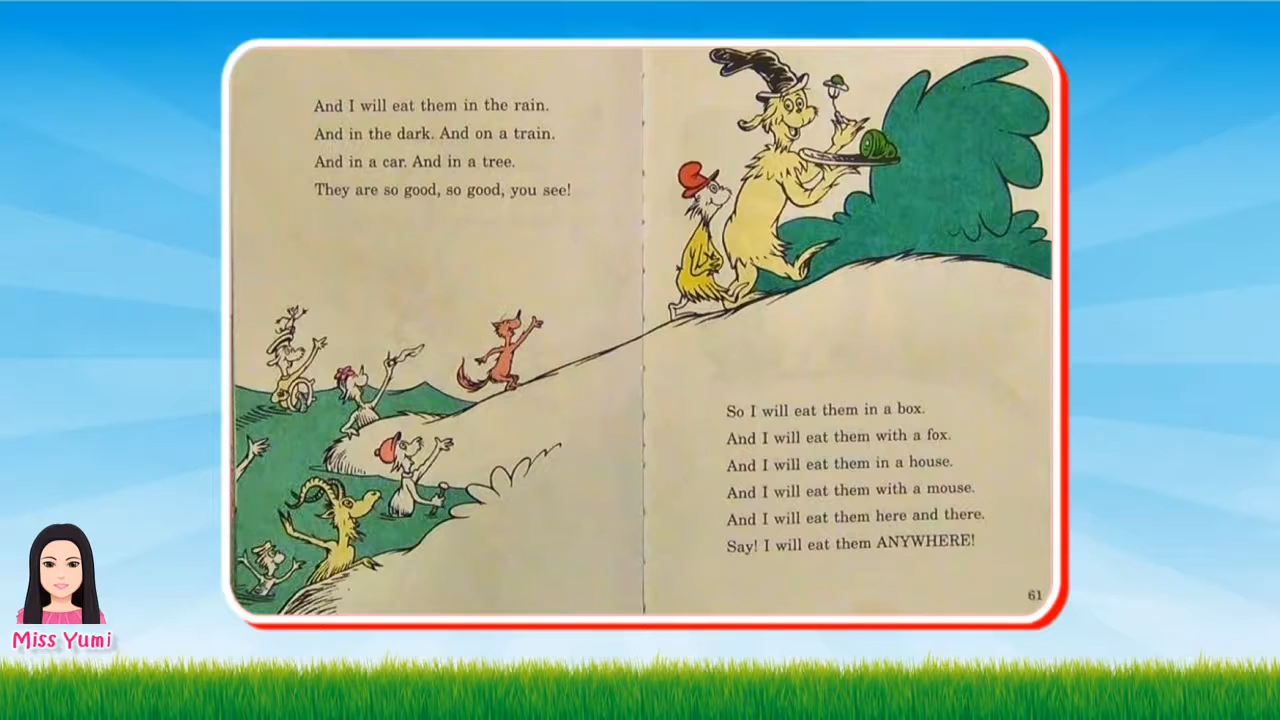 And I will eat them in the rain.
And in the dark. And on a train.
And in a car. And in a tree.
They are so good, so good, you see!
So I will eat them in a box.
And I will eat them with a fox.
And I will eat them in a house.
And I will eat them with a mouse.
And I will eat them here and there.
Say! I will eat them ANYWHERE!
61
Miss Yumi